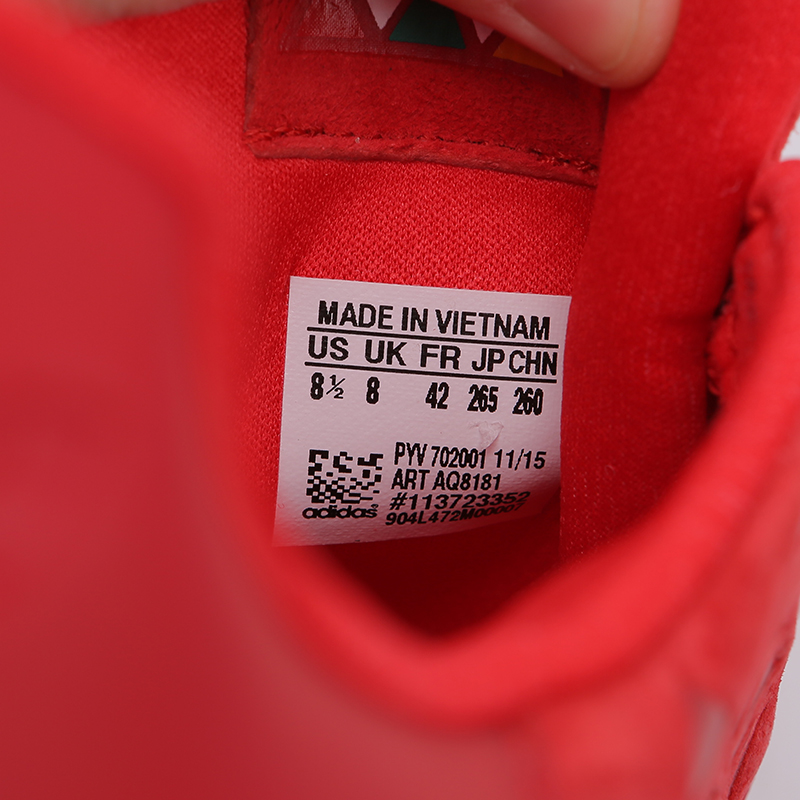 MADE IN VIETNAM
US UK FR JP CHN
8½ 8 42 265 260
PYV 702001 11/15
ART AQ8181
#113723352
904L472M00007
adidas